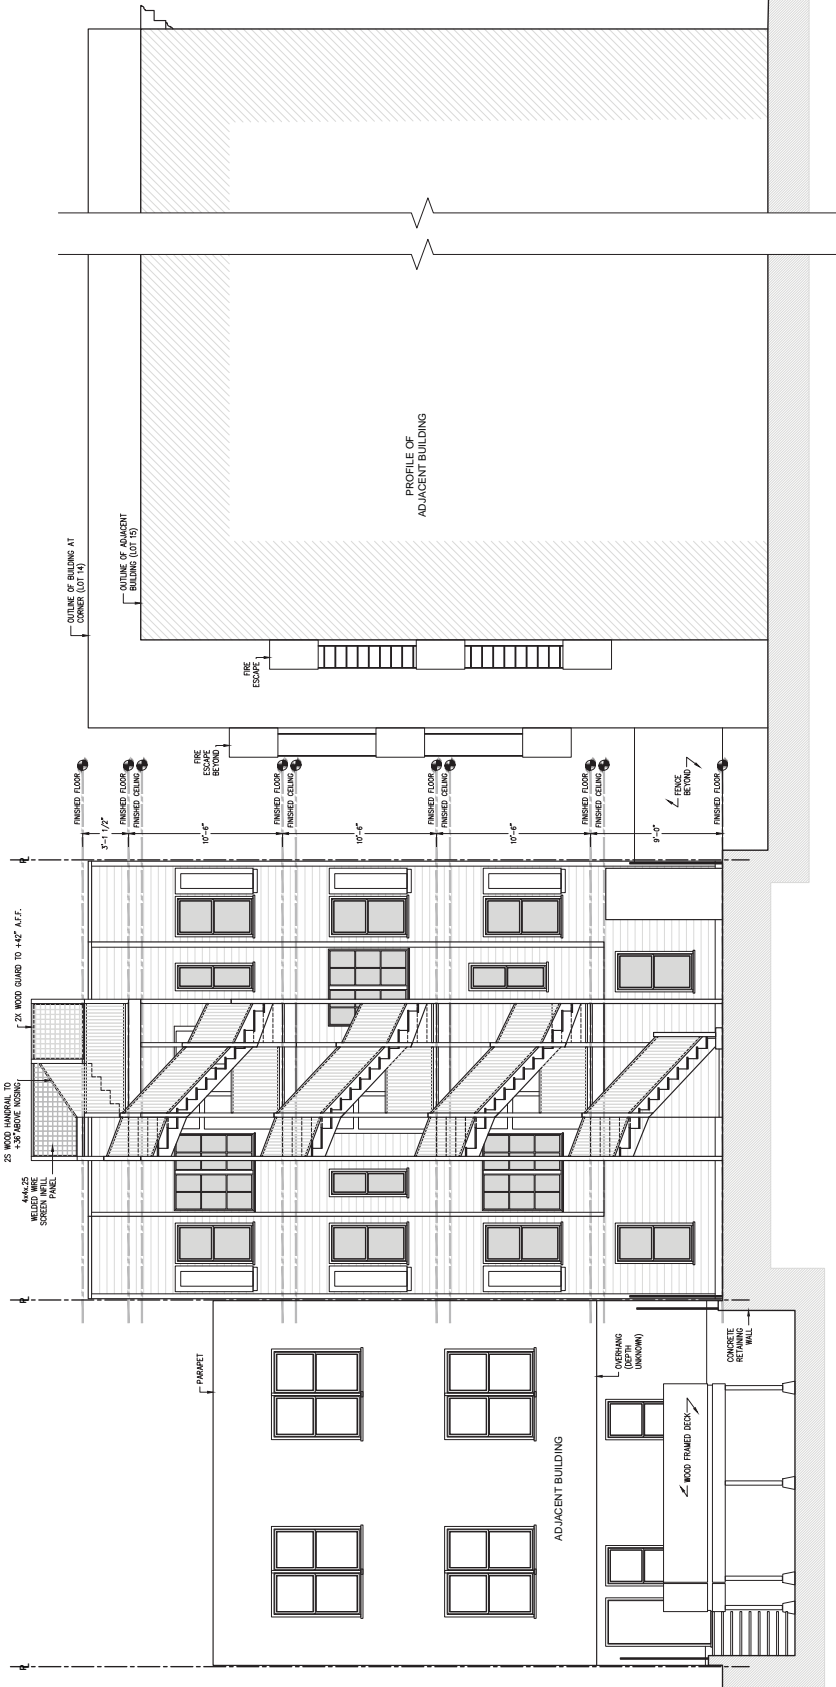 2S WOOD HANDRAIL TO
+36" ABOVE NOSING
4x4x.25
WELDED WIRE
SCREEN INFILL
PANEL
2X WOOD GUARD TO +42" A.F.F.
PARAPET
ADJACENT BUILDING
OVERHANG
(DEPTH
UNKNOWN)
WOOD FRAMED DECK
CONCRETE
RETAINING
WALL
PL
PL
PL
FINISHED FLOOR
3'-1 1/2"
FINISHED FLOOR
FINISHED CEILING
10'-6"
FINISHED FLOOR
FINISHED CEILING
10'-6"
FINISHED FLOOR
FINISHED CEILING
10'-6"
FINISHED FLOOR
FINISHED CEILING
9'-0"
FINISHED FLOOR
FIRE
ESCAPE
BEYOND
FENCE
BEYOND
FIRE
ESCAPE
OUTLINE OF BUILDING AT
CORNER (LOT 14)
OUTLINE OF ADJACENT
BUILDING (LOT 15)
PROFILE OF
ADJACENT BUILDING